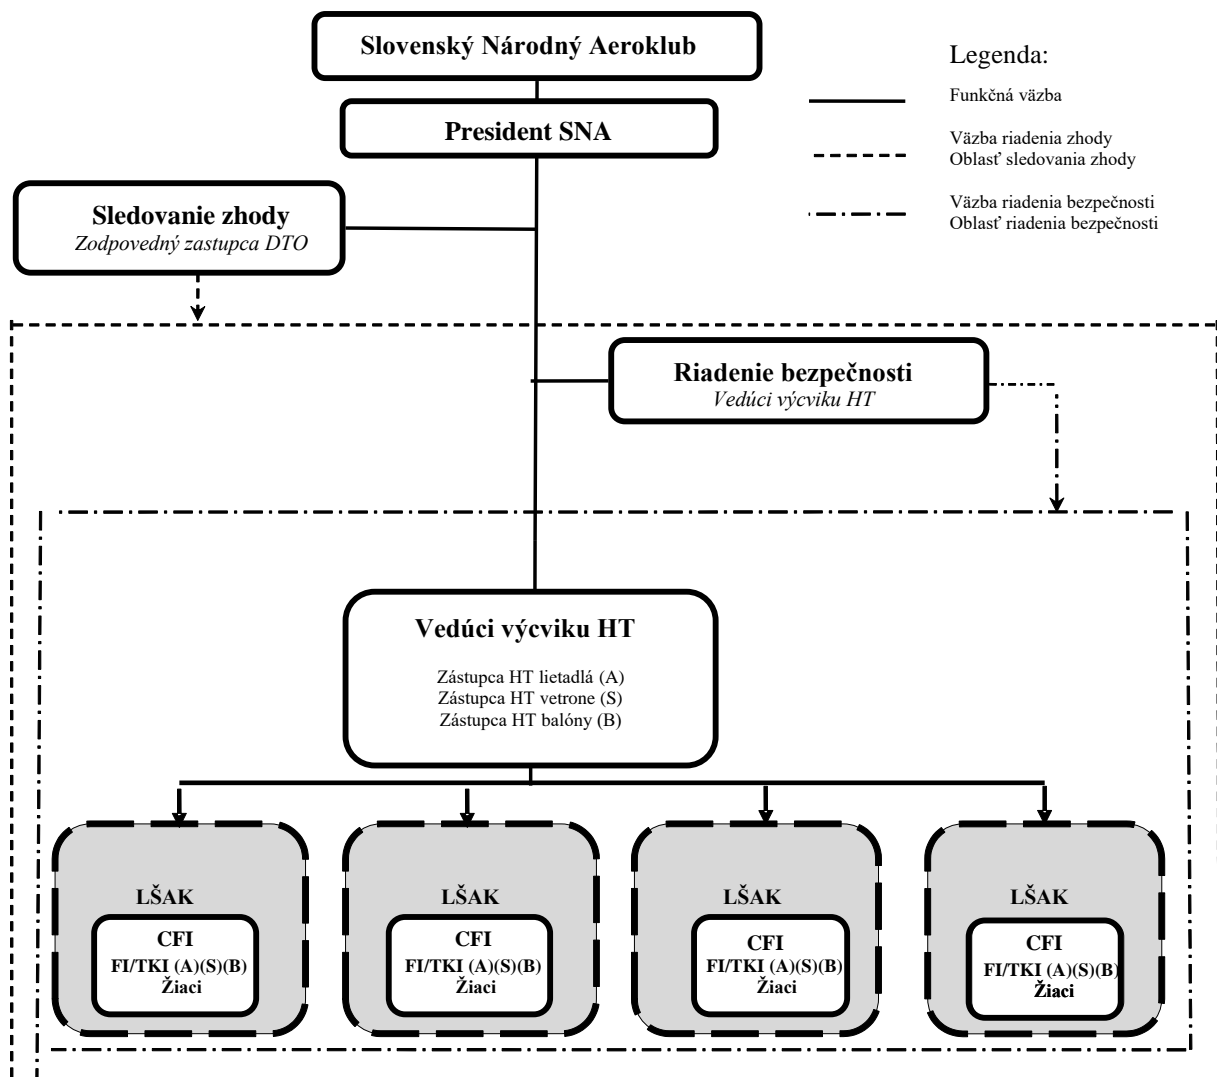 Slovenský Národný Aeroklub
President SNA
Legenda:
Funkčná väzba
Väzba riadenia zhody
Oblasť sledovania zhody
Väzba riadenia bezpečnosti
Oblasť riadenia bezpečnosti
Sledovanie zhody
Zodpovedný zastupca DTO
Riadenie bezpečnosti
Vedúci výcviku HT
Vedúci výcviku HT
Zástupca HT lietadlá (A)
Zástupca HT vetrone (S)
Zástupca HT balóny (B)
LŠAK
CFI
FI/TKI (A)(S)(B)
Žiaci
LŠAK
CFI
FI/TKI (A)(S)(B)
Žiaci
LŠAK
CFI
FI/TKI (A)(S)(B)
Žiaci
LŠAK
CFI
FI/TKI (A)(S)(B)
Žiaci